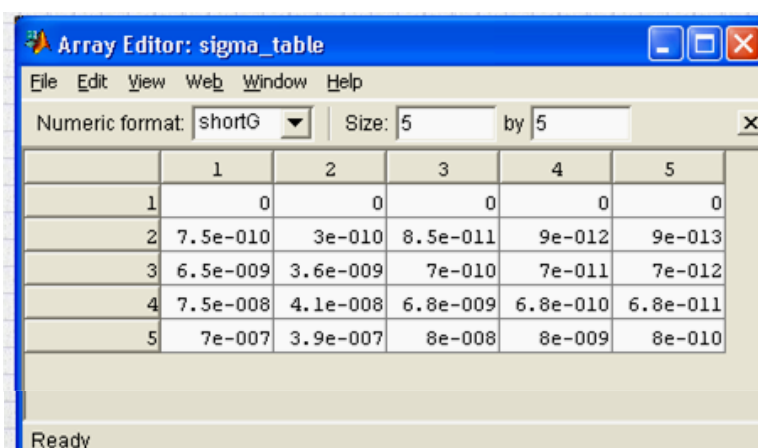 Array Editor: sigma_table
File Edit View Web Window Help
Numeric format: shortG Size: 5 by 5
1 2 3 4 5
1 0 0 0 0 0
2 7.5e-010 3e-010 8.5e-011 9e-012 9e-013
3 6.5e-009 3.6e-009 7e-010 7e-011 7e-012
4 7.5e-008 4.1e-008 6.8e-009 6.8e-010 6.8e-011
5 7e-007 3.9e-007 8e-008 8e-009 8e-010
Ready